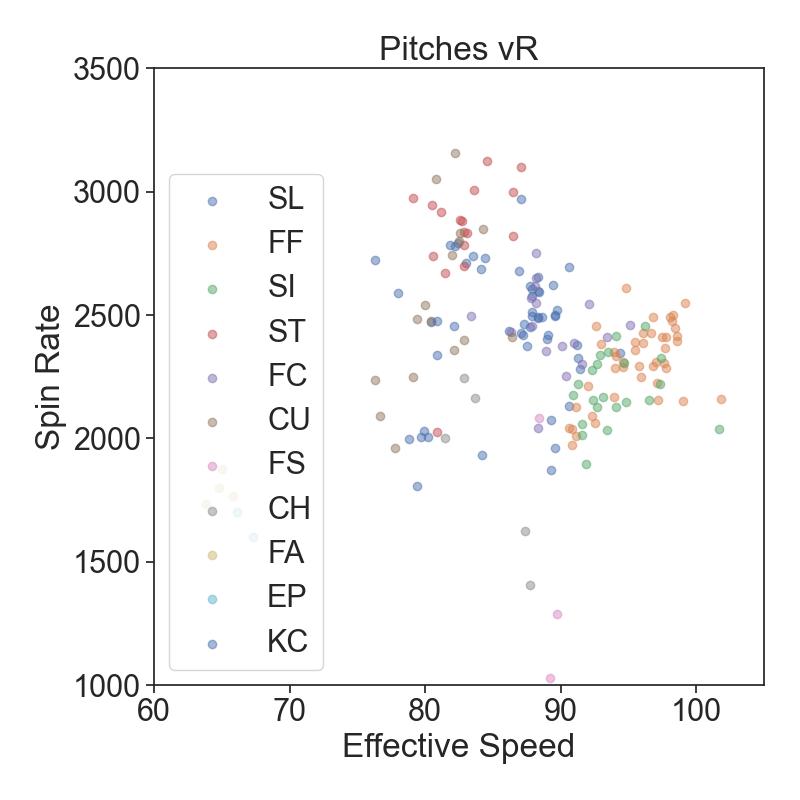 Pitches vR
3500
3000
2500
2000
1500
1000
Spin Rate
SL
FF
SI
ST
FC
CU
FS
CH
FA
EP
KC
60 70 80 90 100
Effective Speed